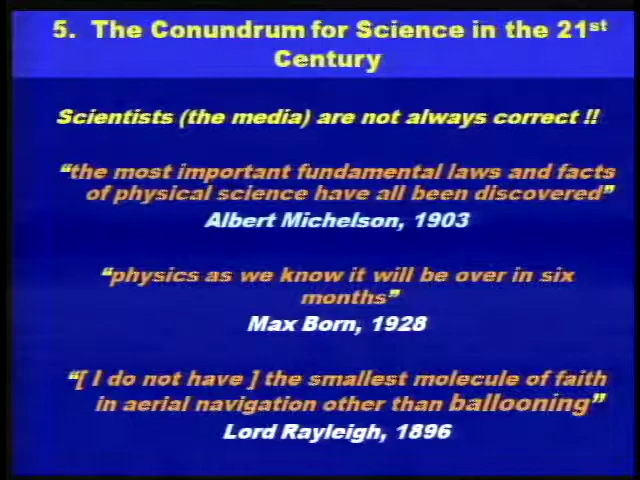 5. The Conundrum for Science in the 21st
Century
Scientists (the media) are not always correct !!
“the most important fundamental laws and facts
of physical science have all been discovered”
Albert Michelson, 1903
“physics as we know it will be over in six
months”
Max Born, 1928
“[ I do not have ] the smallest molecule of faith
in aerial navigation other than ballooning”
Lord Rayleigh, 1896